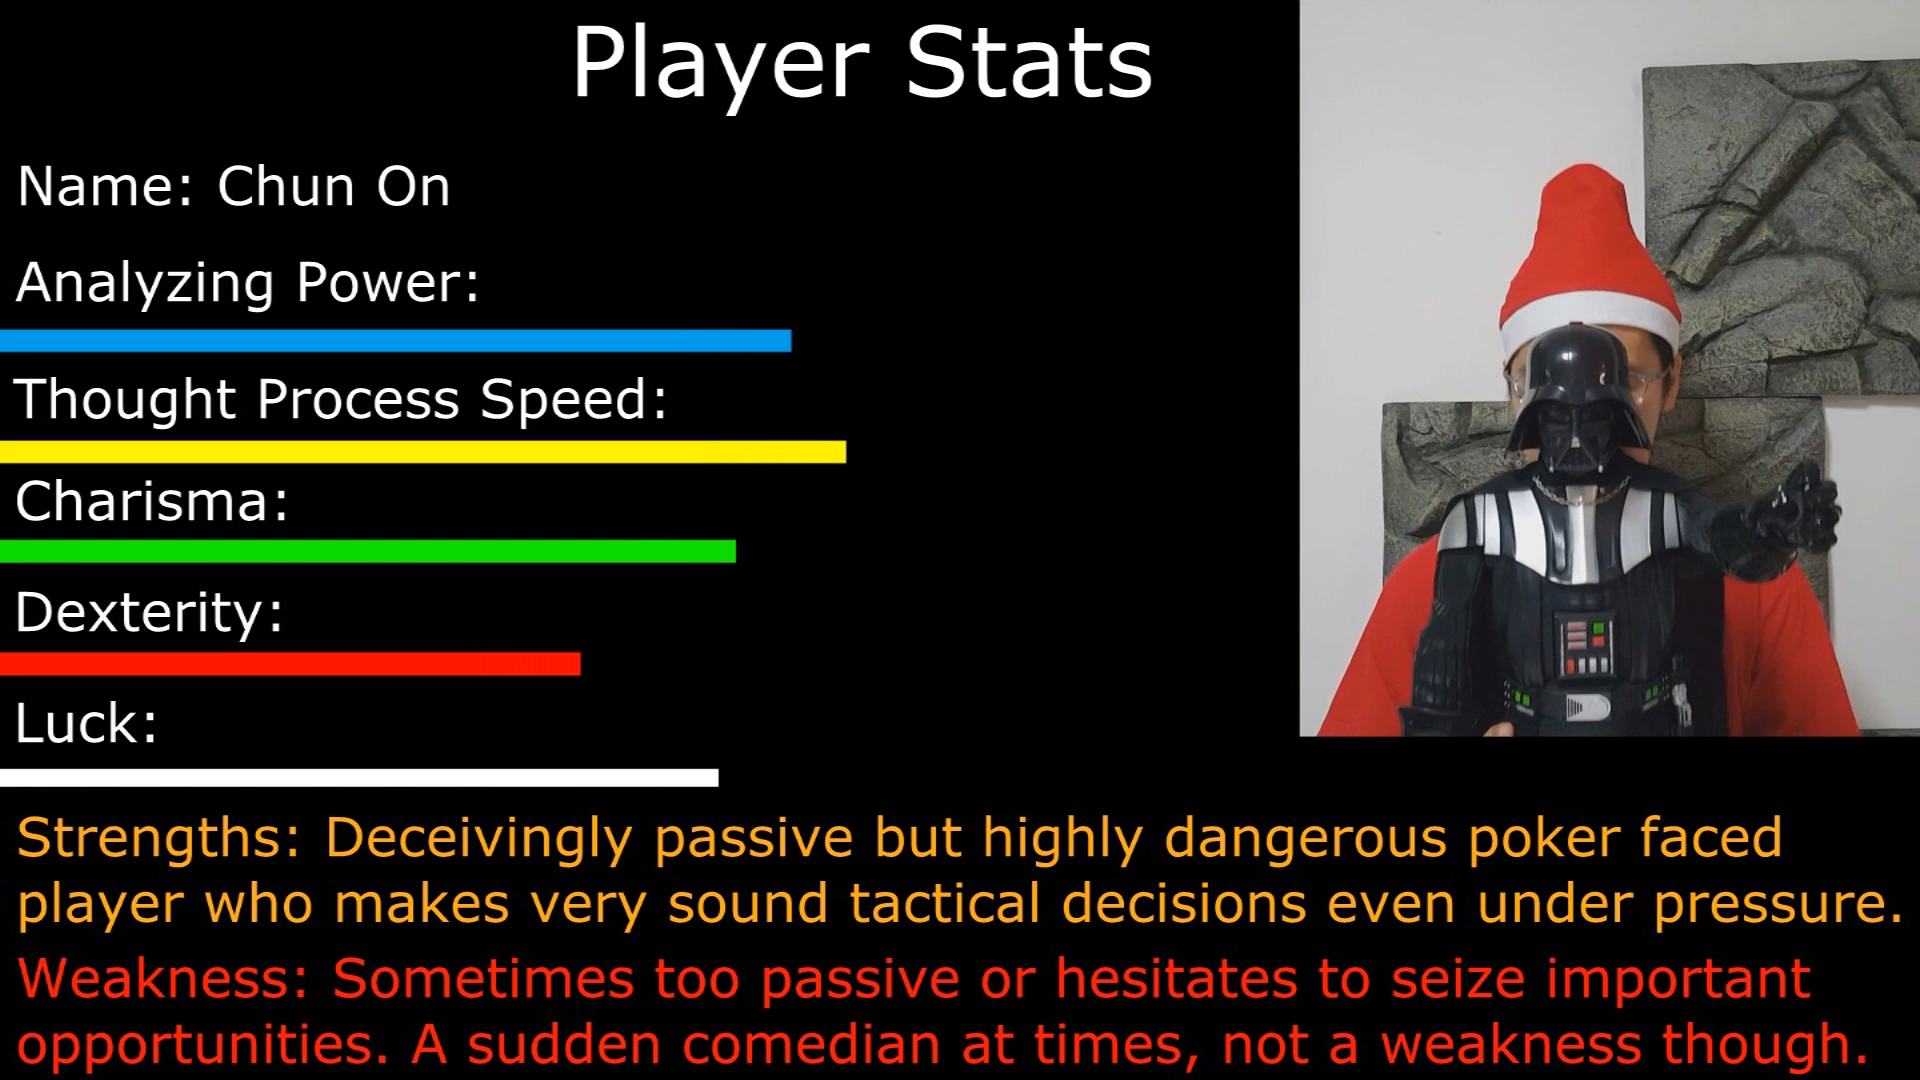 Player Stats
Name: Chun On
Analyzing Power:
Thought Process Speed:
Charisma:
Dexterity:
Luck:
Strengths: Deceivingly passive but highly dangerous poker faced
player who makes very sound tactical decisions even under pressure.
Weakness: Sometimes too passive or hesitates to seize important
opportunities. A sudden comedian at times, not a weakness though.